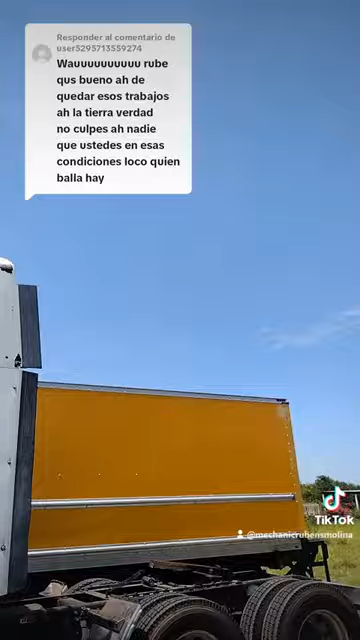 Responder al comentario de
user5295713559274
Wauuuuuuuuuu rube
qus bueno ah de
quedar esos trabajos
ah la tierra verdad
no culpes ah nadie
que ustedes en esas
condiciones loco quien
balla hay
TikTok
@mechanicrubensmolina